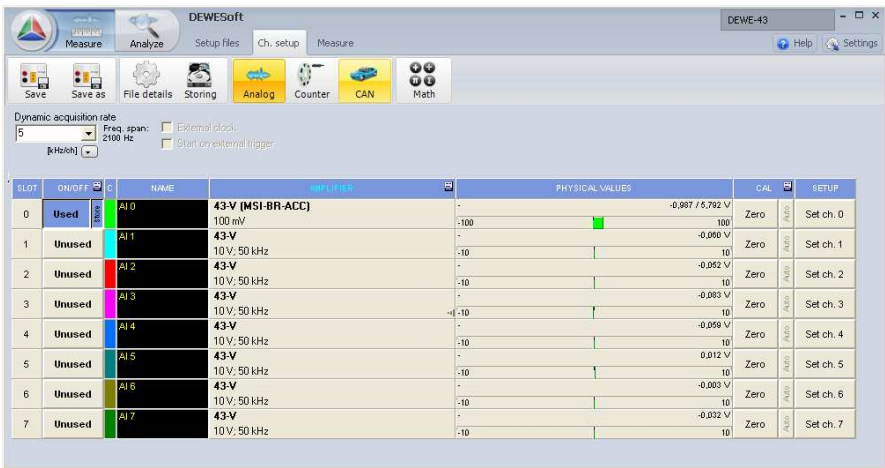 DEWESoft
DEWE-43
Measure Analyze Setup files Ch. setup Measure Help Settings
Save Save as File details Storing Analog Counter CAN Math
Dynamic acquisition rate
5 Freq. span: External clock
2100 Hz Start on external trigger
[kHz/ch]
SLOT ON/OFF C NAME AMPLIFIER PHYSICAL VALUES CAL SETUP
0 Used Store AI 0 43-V (MSI-BR-ACC) - -0,987 / 5,792 V Zero Auto Set ch. 0
100 mV -100 100
1 Unused AI 1 43-V - -0,060 V Zero Auto Set ch. 1
10 V; 50 kHz -10 10
2 Unused AI 2 43-V - -0,052 V Zero Auto Set ch. 2
10 V; 50 kHz -10 10
3 Unused AI 3 43-V - -0,083 V Zero Auto Set ch. 3
10 V; 50 kHz -10 10
4 Unused AI 4 43-V - -0,059 V Zero Auto Set ch. 4
10 V; 50 kHz -10 10
5 Unused AI 5 43-V - 0,012 V Zero Auto Set ch. 5
10 V; 50 kHz -10 10
6 Unused AI 6 43-V - -0,003 V Zero Auto Set ch. 6
10 V; 50 kHz -10 10
7 Unused AI 7 43-V - -0,032 V Zero Auto Set ch. 7
10 V; 50 kHz -10 10